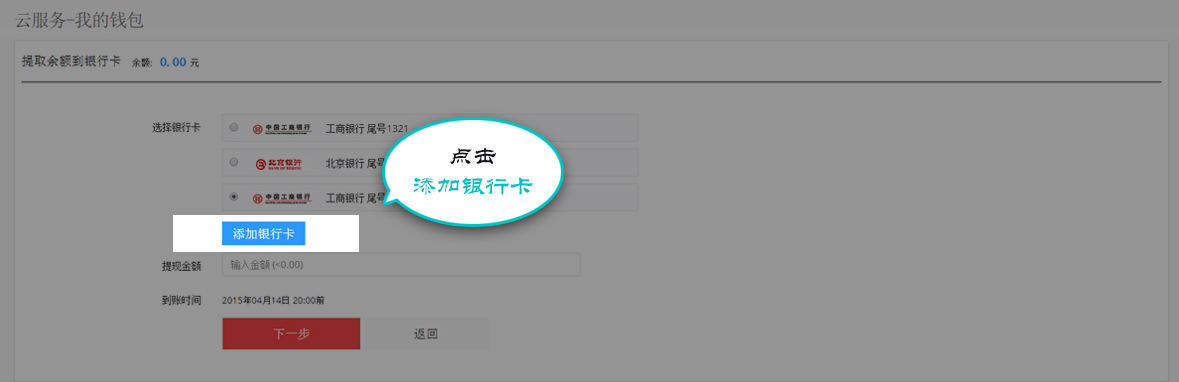 云服务-我的钱包
提取余额到银行卡 余额: 0.00 元
选择银行卡
中国工商银行 工商银行 尾号1321
北京银行 北京银行 尾号
中国工商银行 工商银行 尾号
点击
添加银行卡
添加银行卡
提现金额 输入金额 (<0.00)
到账时间 2015年04月14日 20:00前
下一步 返回